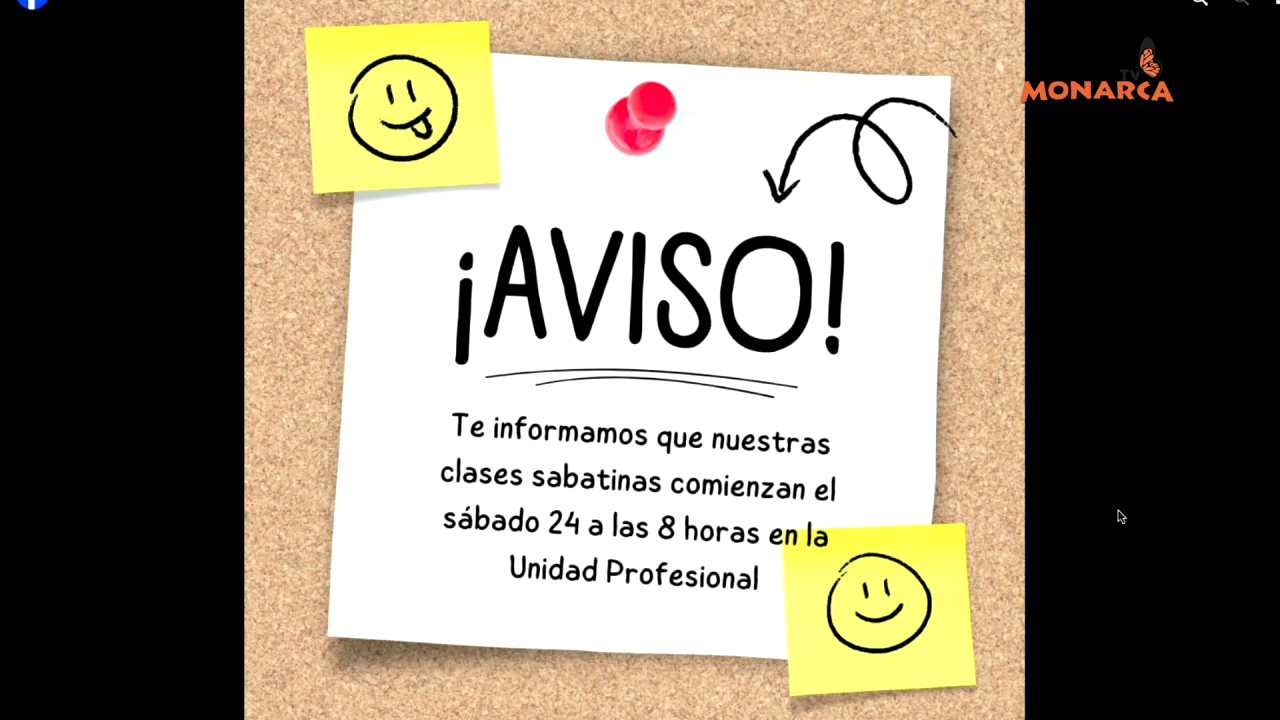 TV
MONARCA
¡AVISO!
Te informamos que nuestras
clases sabatinas comienzan el
sábado 24 a las 8 horas en la
Unidad Profesional